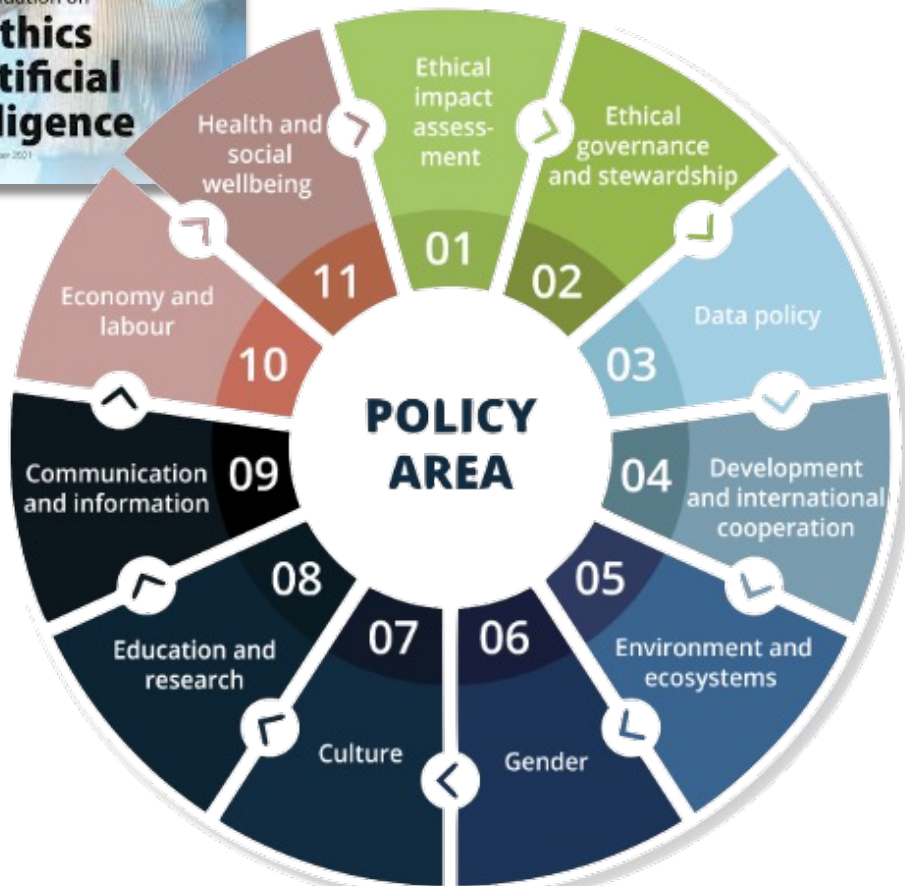 thics
tificial
ligence
Ethical
impact
assess-
ment
01
Ethical
governance
and stewardship
02
Data policy
03
Development
and international
cooperation
04
Environment and
ecosystems
05
Gender
06
Culture
07
Education and
research
08
Communication
and information
09
Economy and
labour
10
Health and
social
wellbeing
11
POLICY
AREA